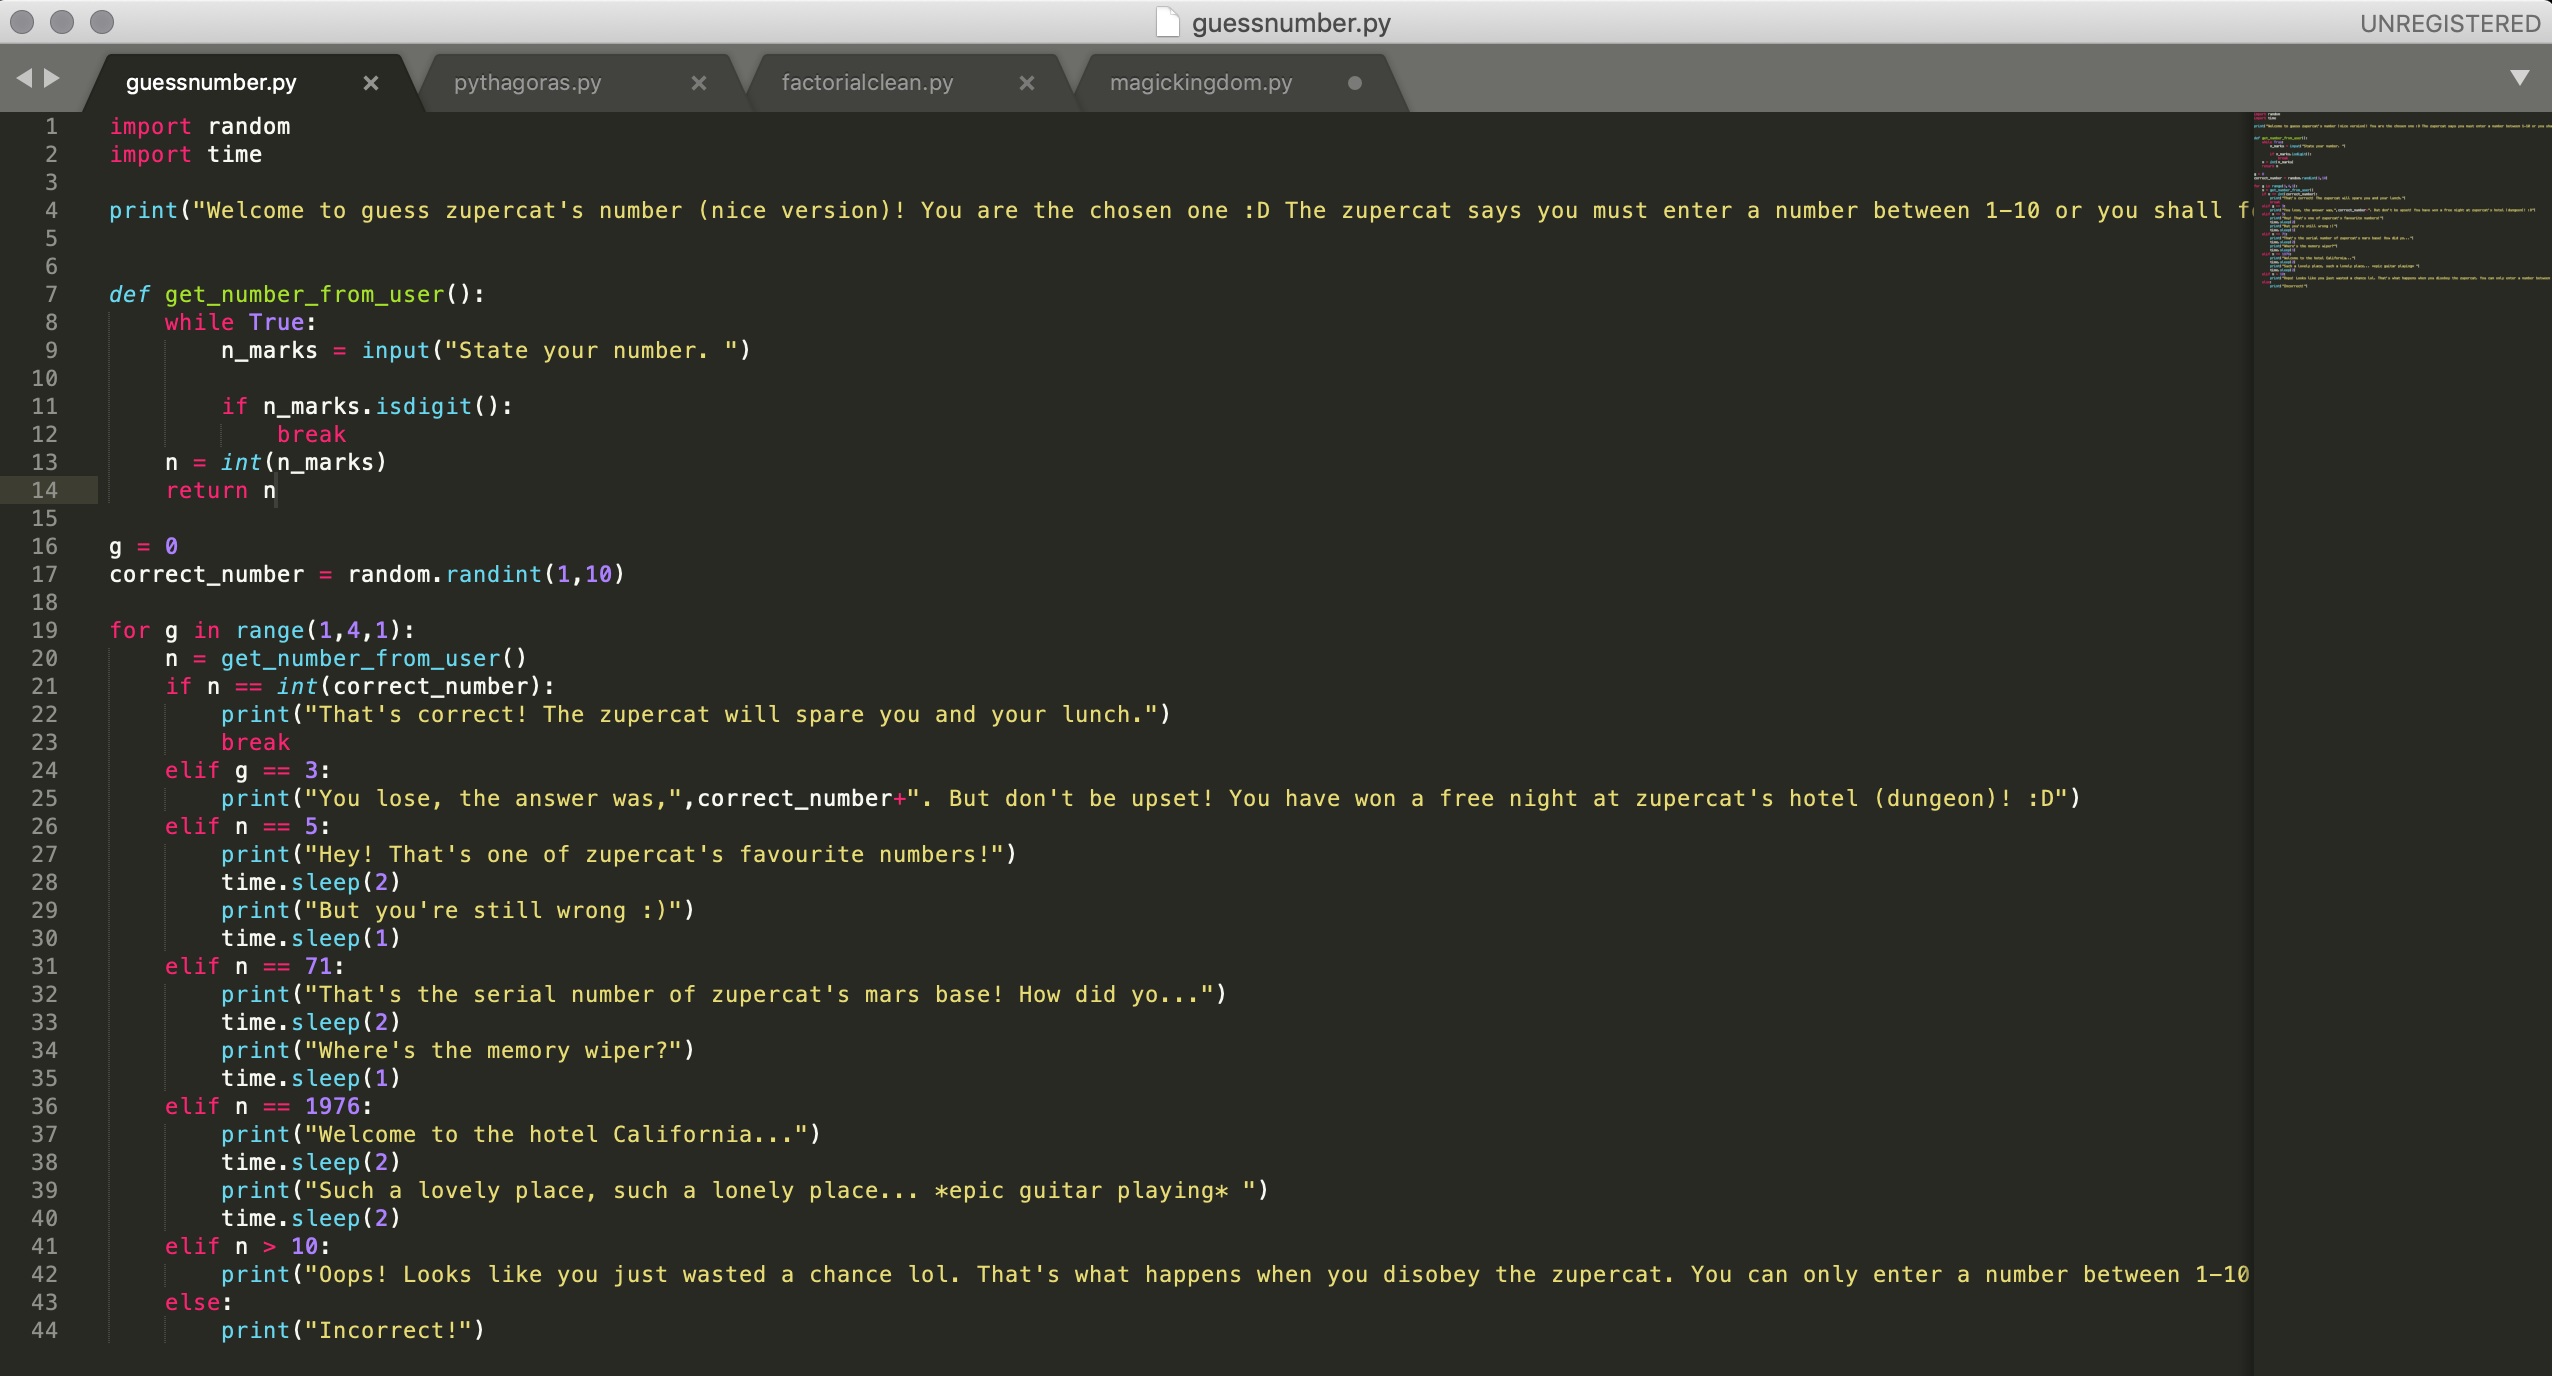 guessnumber.py
UNREGISTERED
guessnumber.py × pythagoras.py × factorialclean.py × magickingdom.py
1 import random
2 import time
3
4 print("Welcome to guess zupercat's number (nice version)! You are the chosen one :D The zupercat says you must enter a number between 1-10 or you shall f
5
6
7 def get_number_from_user():
8     while True:
9         n_marks = input("State your number. ")
10
11         if n_marks.isdigit():
12             break
13     n = int(n_marks)
14     return n
15
16 g = 0
17 correct_number = random.randint(1,10)
18
19 for g in range(1,4,1):
20     n = get_number_from_user()
21     if n == int(correct_number):
22         print("That's correct! The zupercat will spare you and your lunch.")
23         break
24     elif g == 3:
25         print("You lose, the answer was,",correct_number+". But don't be upset! You have won a free night at zupercat's hotel (dungeon)! :D")
26     elif n == 5:
27         print("Hey! That's one of zupercat's favourite numbers!")
28         time.sleep(2)
29         print("But you're still wrong :)")
30         time.sleep(1)
31     elif n == 71:
32         print("That's the serial number of zupercat's mars base! How did yo...")
33         time.sleep(2)
34         print("Where's the memory wiper?")
35         time.sleep(1)
36     elif n == 1976:
37         print("Welcome to the hotel California...")
38         time.sleep(2)
39         print("Such a lovely place, such a lonely place... *epic guitar playing* ")
40         time.sleep(2)
41     elif n > 10:
42         print("Oops! Looks like you just wasted a chance lol. That's what happens when you disobey the zupercat. You can only enter a number between 1-10
43     else:
44         print("Incorrect!")